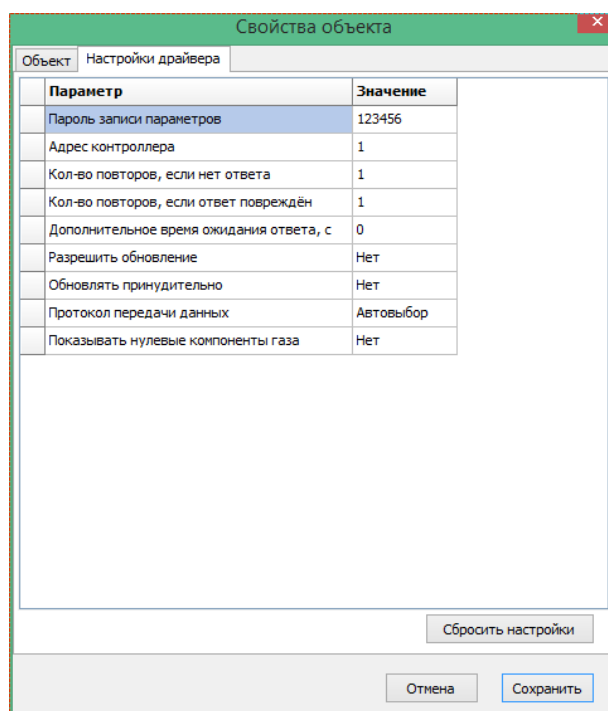 Свойства объекта
Объект Настройки драйвера
Параметр Значение
Пароль записи параметров 123456
Адрес контроллера 1
Кол-во повторов, если нет ответа 1
Кол-во повторов, если ответ повреждён 1
Дополнительное время ожидания ответа, с 0
Разрешить обновление Нет
Обновлять принудительно Нет
Протокол передачи данных Автовыбор
Показывать нулевые компоненты газа Нет
Сбросить настройки
Отмена Сохранить